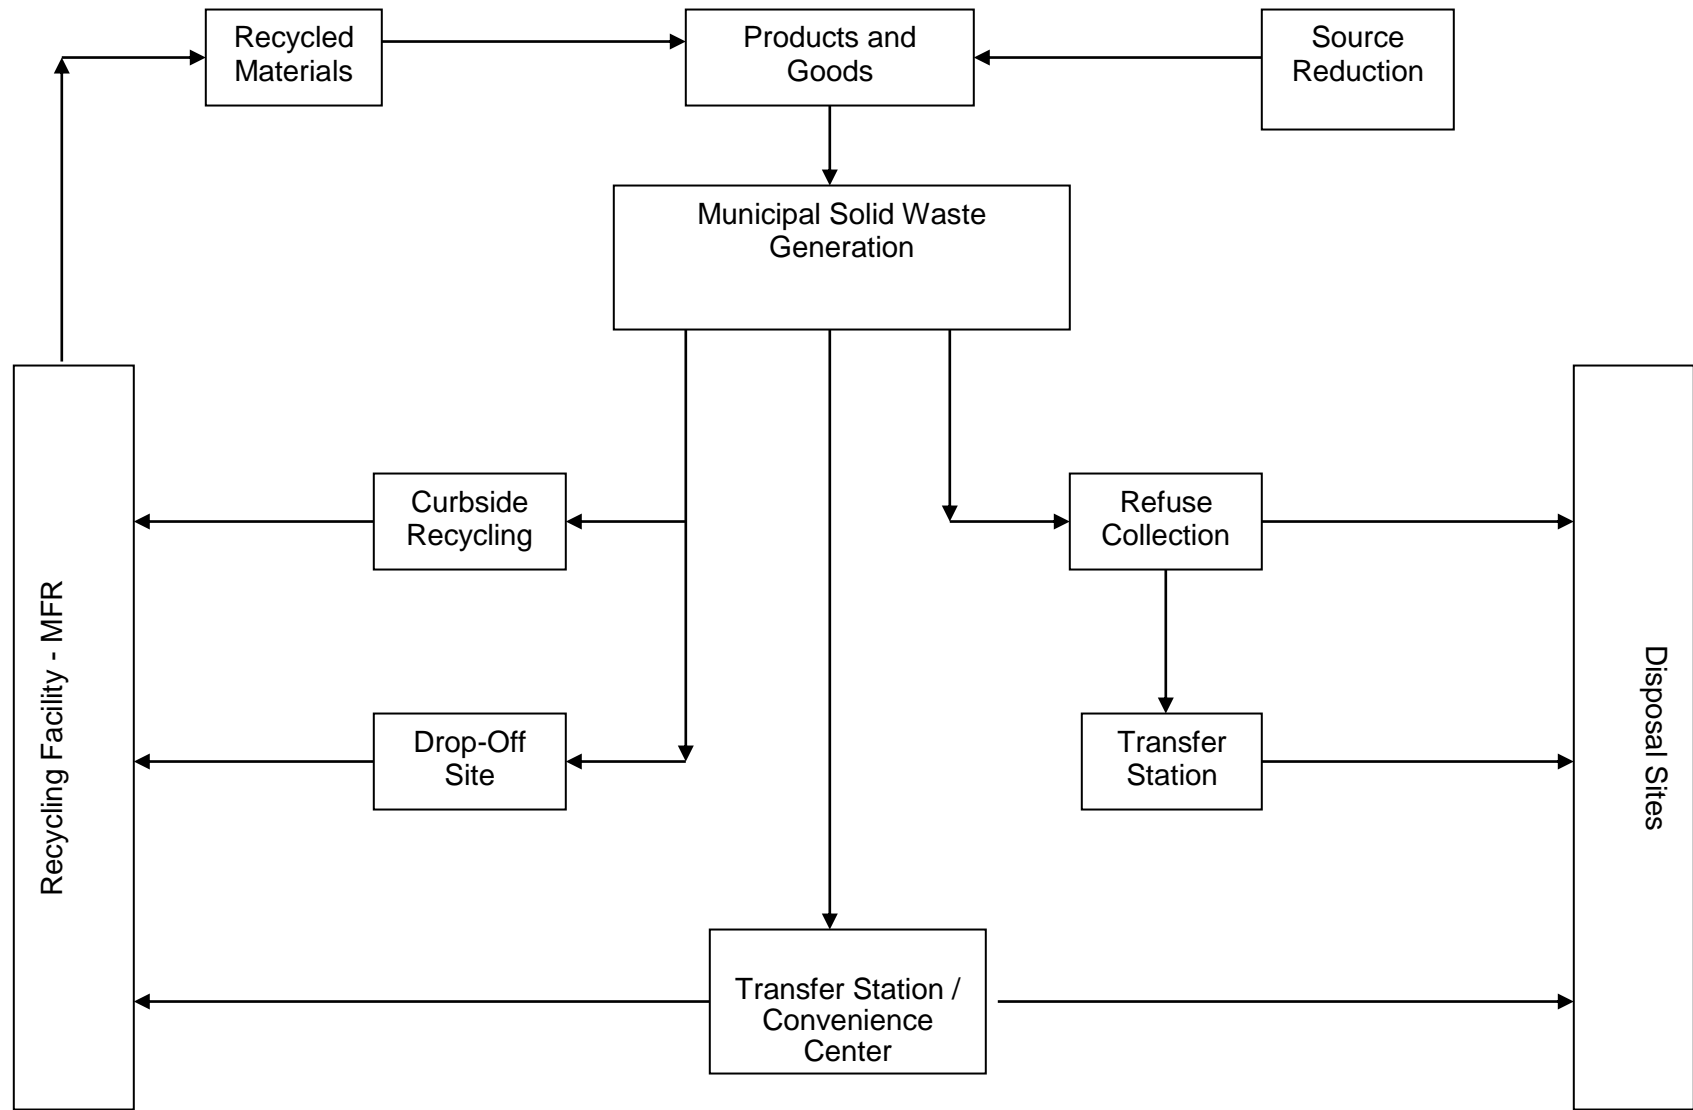 Recycled
Materials
Products and
Goods
Source
Reduction
Municipal Solid Waste
Generation
Curbside
Recycling
Refuse
Collection
Recycling Facility - MFR
Disposal Sites
Drop-Off
Site
Transfer
Station
Transfer Station /
Convenience
Center